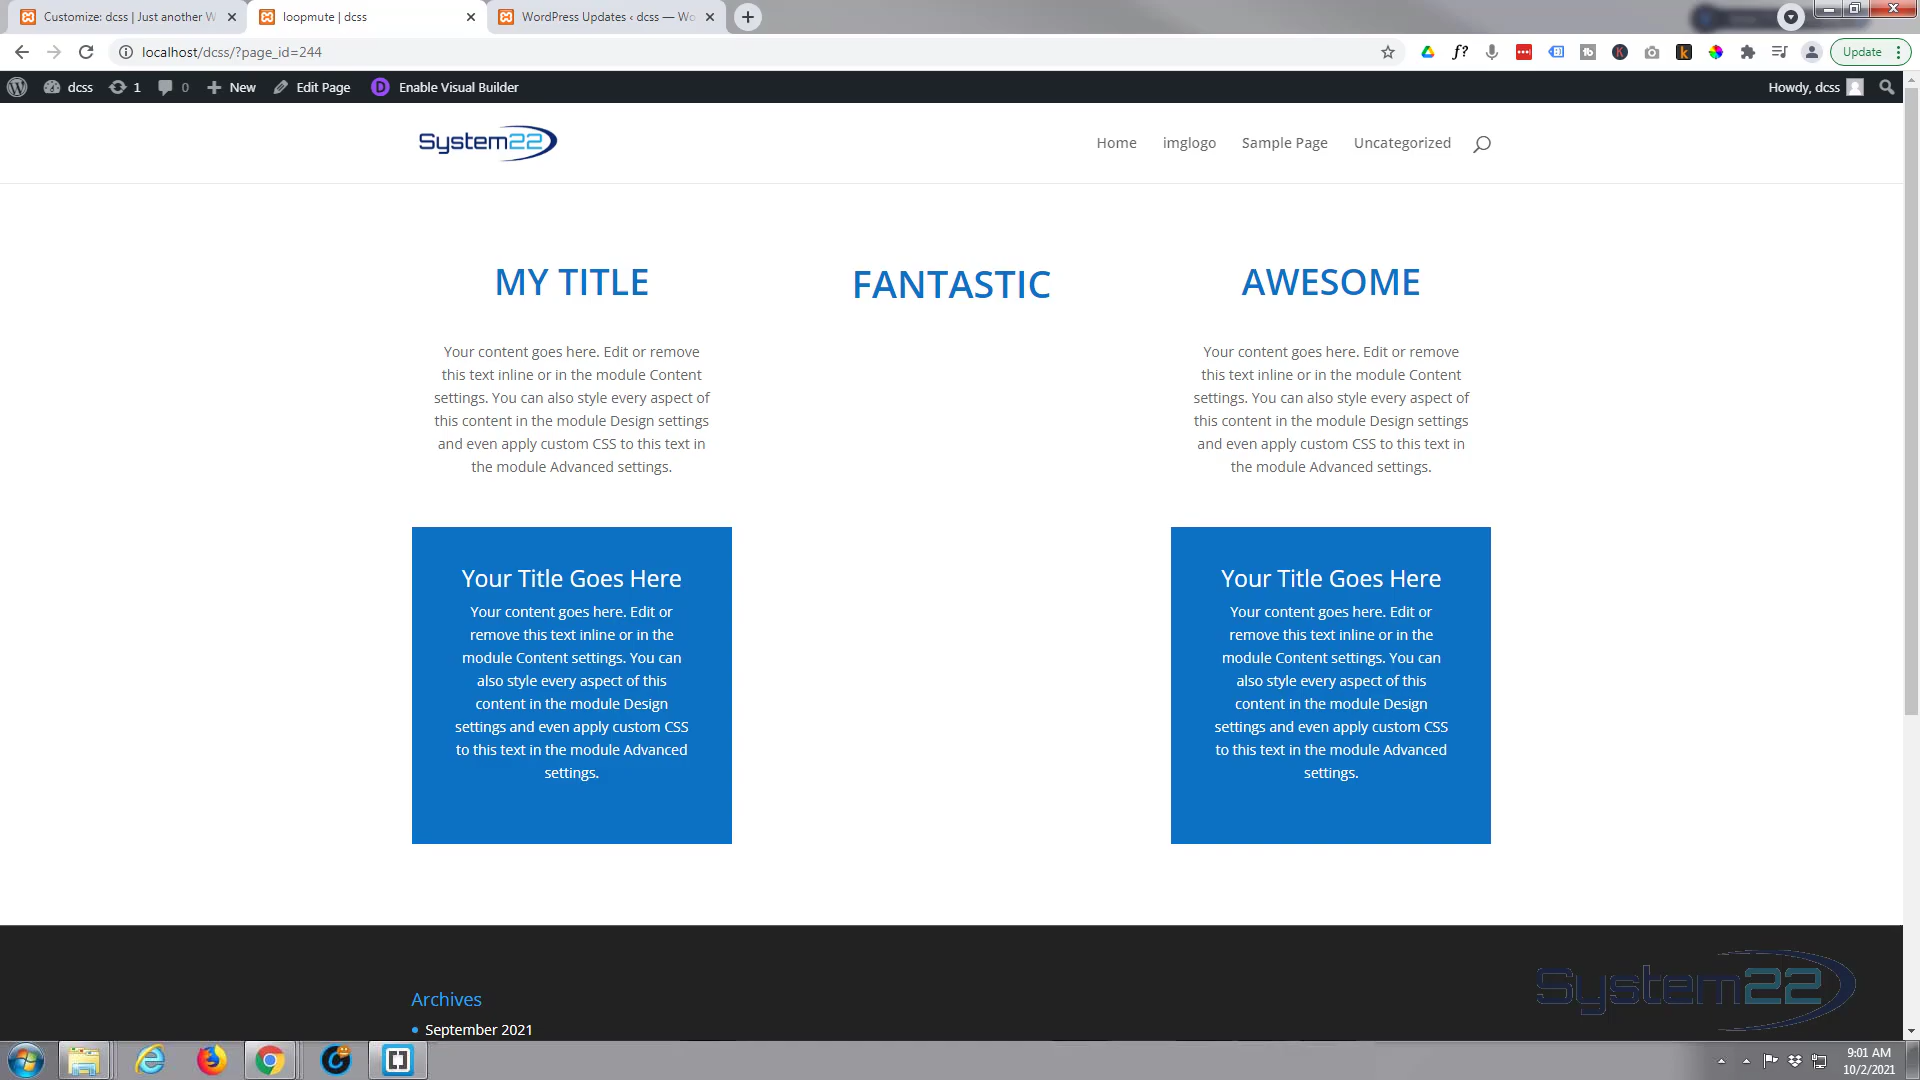 Customize: dcss | Just another W
loopmute | dcss
WordPress Updates ‹ dcss — Wo
localhost/dcss/?page_id=244
Update
dcss
1
0
New
Edit Page
Enable Visual Builder
Howdy, dcss
System22
Home
imglogo
Sample Page
Uncategorized
MY TITLE
Your content goes here. Edit or remove
this text inline or in the module Content
settings. You can also style every aspect of
this content in the module Design settings
and even apply custom CSS to this text in
the module Advanced settings.
Your Title Goes Here
Your content goes here. Edit or
remove this text inline or in the
module Content settings. You can
also style every aspect of this
content in the module Design
settings and even apply custom CSS
to this text in the module Advanced
settings.
FANTASTIC
AWESOME
Your content goes here. Edit or remove
this text inline or in the module Content
settings. You can also style every aspect of
this content in the module Design settings
and even apply custom CSS to this text in
the module Advanced settings.
Your Title Goes Here
Your content goes here. Edit or
remove this text inline or in the
module Content settings. You can
also style every aspect of this
content in the module Design
settings and even apply custom CSS
to this text in the module Advanced
settings.
Archives
September 2021
System22
9:01 AM
10/2/2021